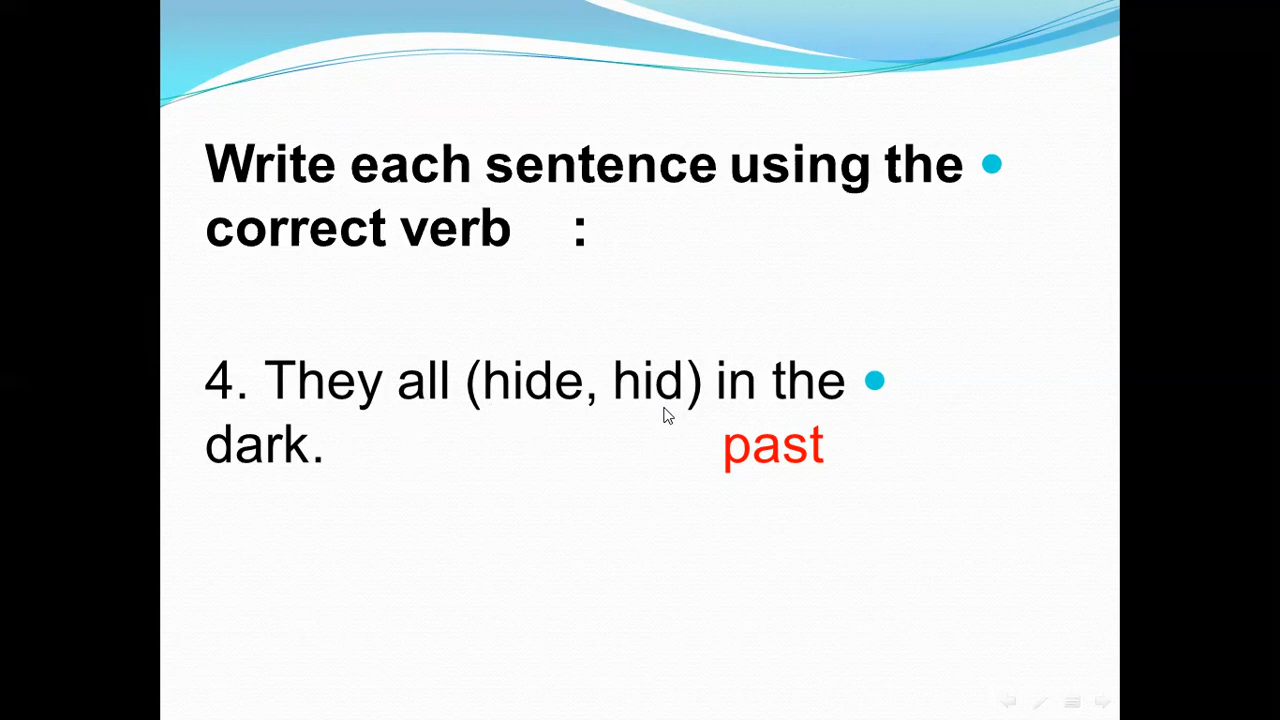 Write each sentence using the •
correct verb :
4. They all (hide, hid) in the •
dark. past